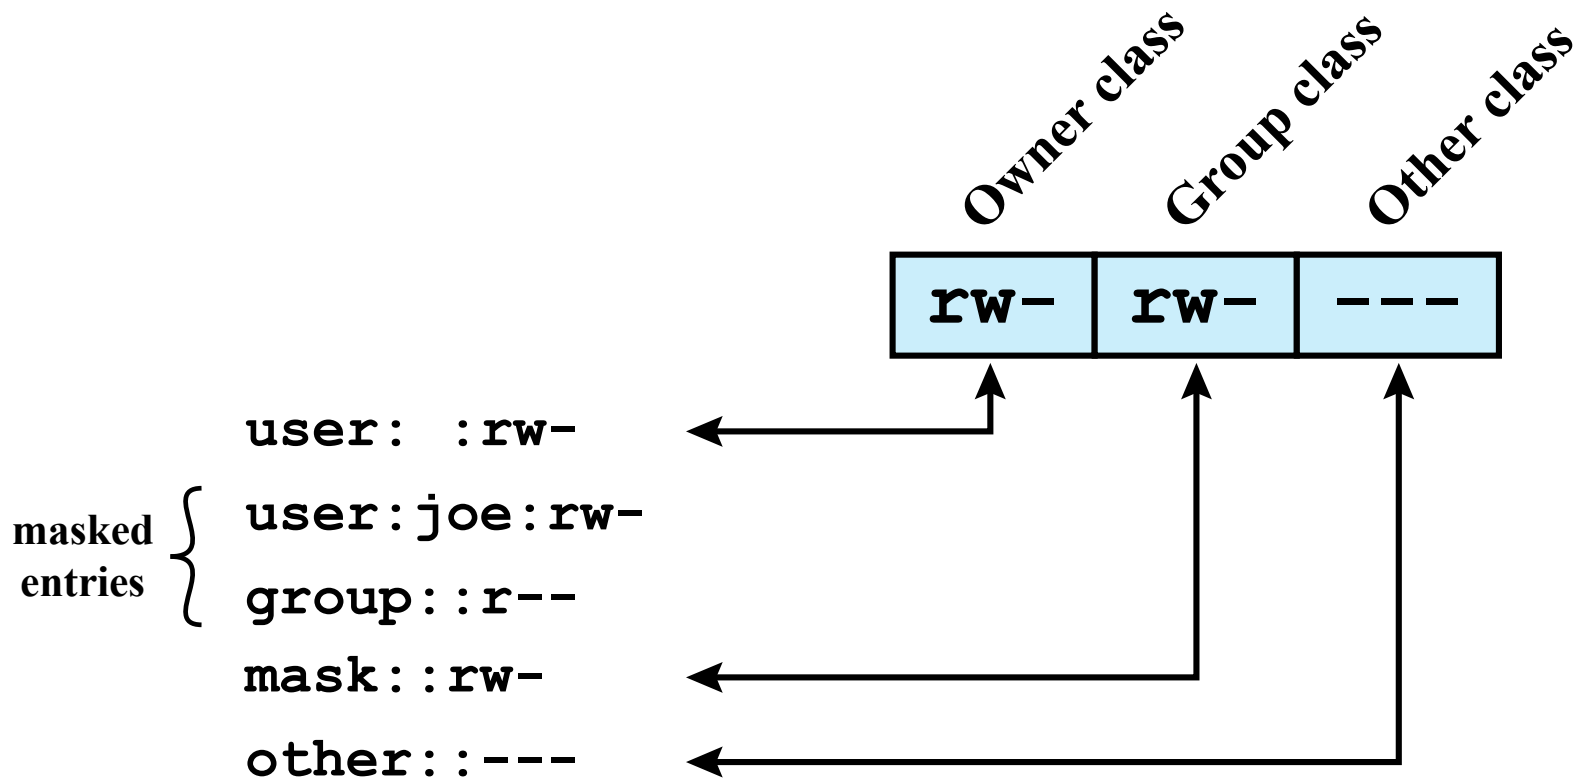 Owner class
Group class
Other class
rw-
rw-
---
user: :rw-
masked
entries
user:joe:rw-
group::r--
mask::rw-
other::---